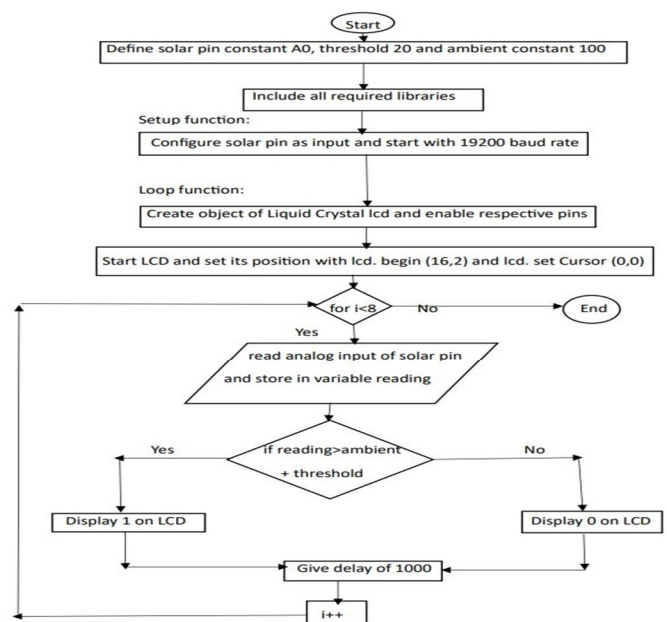 Start
Define solar pin constant A0, threshold 20 and ambient constant 100
Include all required libraries
Setup function:
Configure solar pin as input and start with 19200 baud rate
Loop function:
Create object of Liquid Crystal lcd and enable respective pins
Start LCD and set its position with lcd. begin (16,2) and lcd. set Cursor (0,0)
for i<8
No
End
Yes
read analog input of solar pin
and store in variable reading
Yes
if reading>ambient
No
+ threshold
Display 1 on LCD
Display 0 on LCD
Give delay of 1000
i++